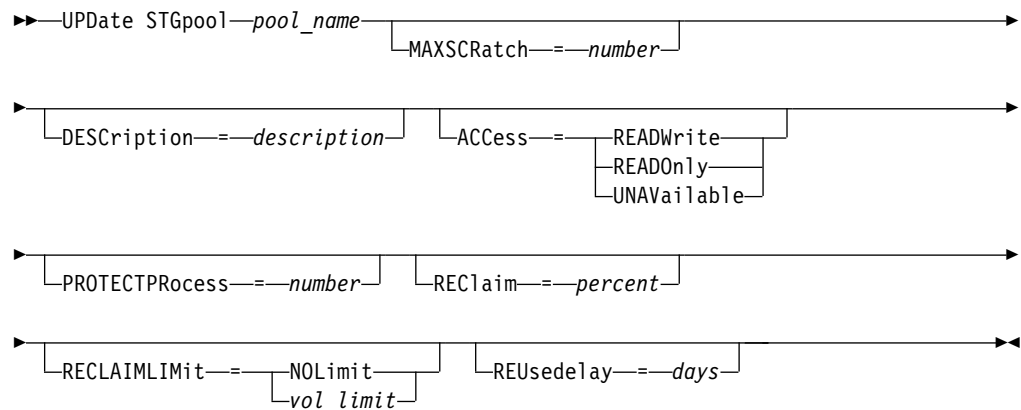 UPDate STGpool pool_name
MAXSCRatch = number
DESCription = description ACCess = READWrite
READOnly
UNAVailable
PROTECTPRocess = number REClaim = percent
RECLAIMLIMit = NOLimit REUsedelay = days
vol limit